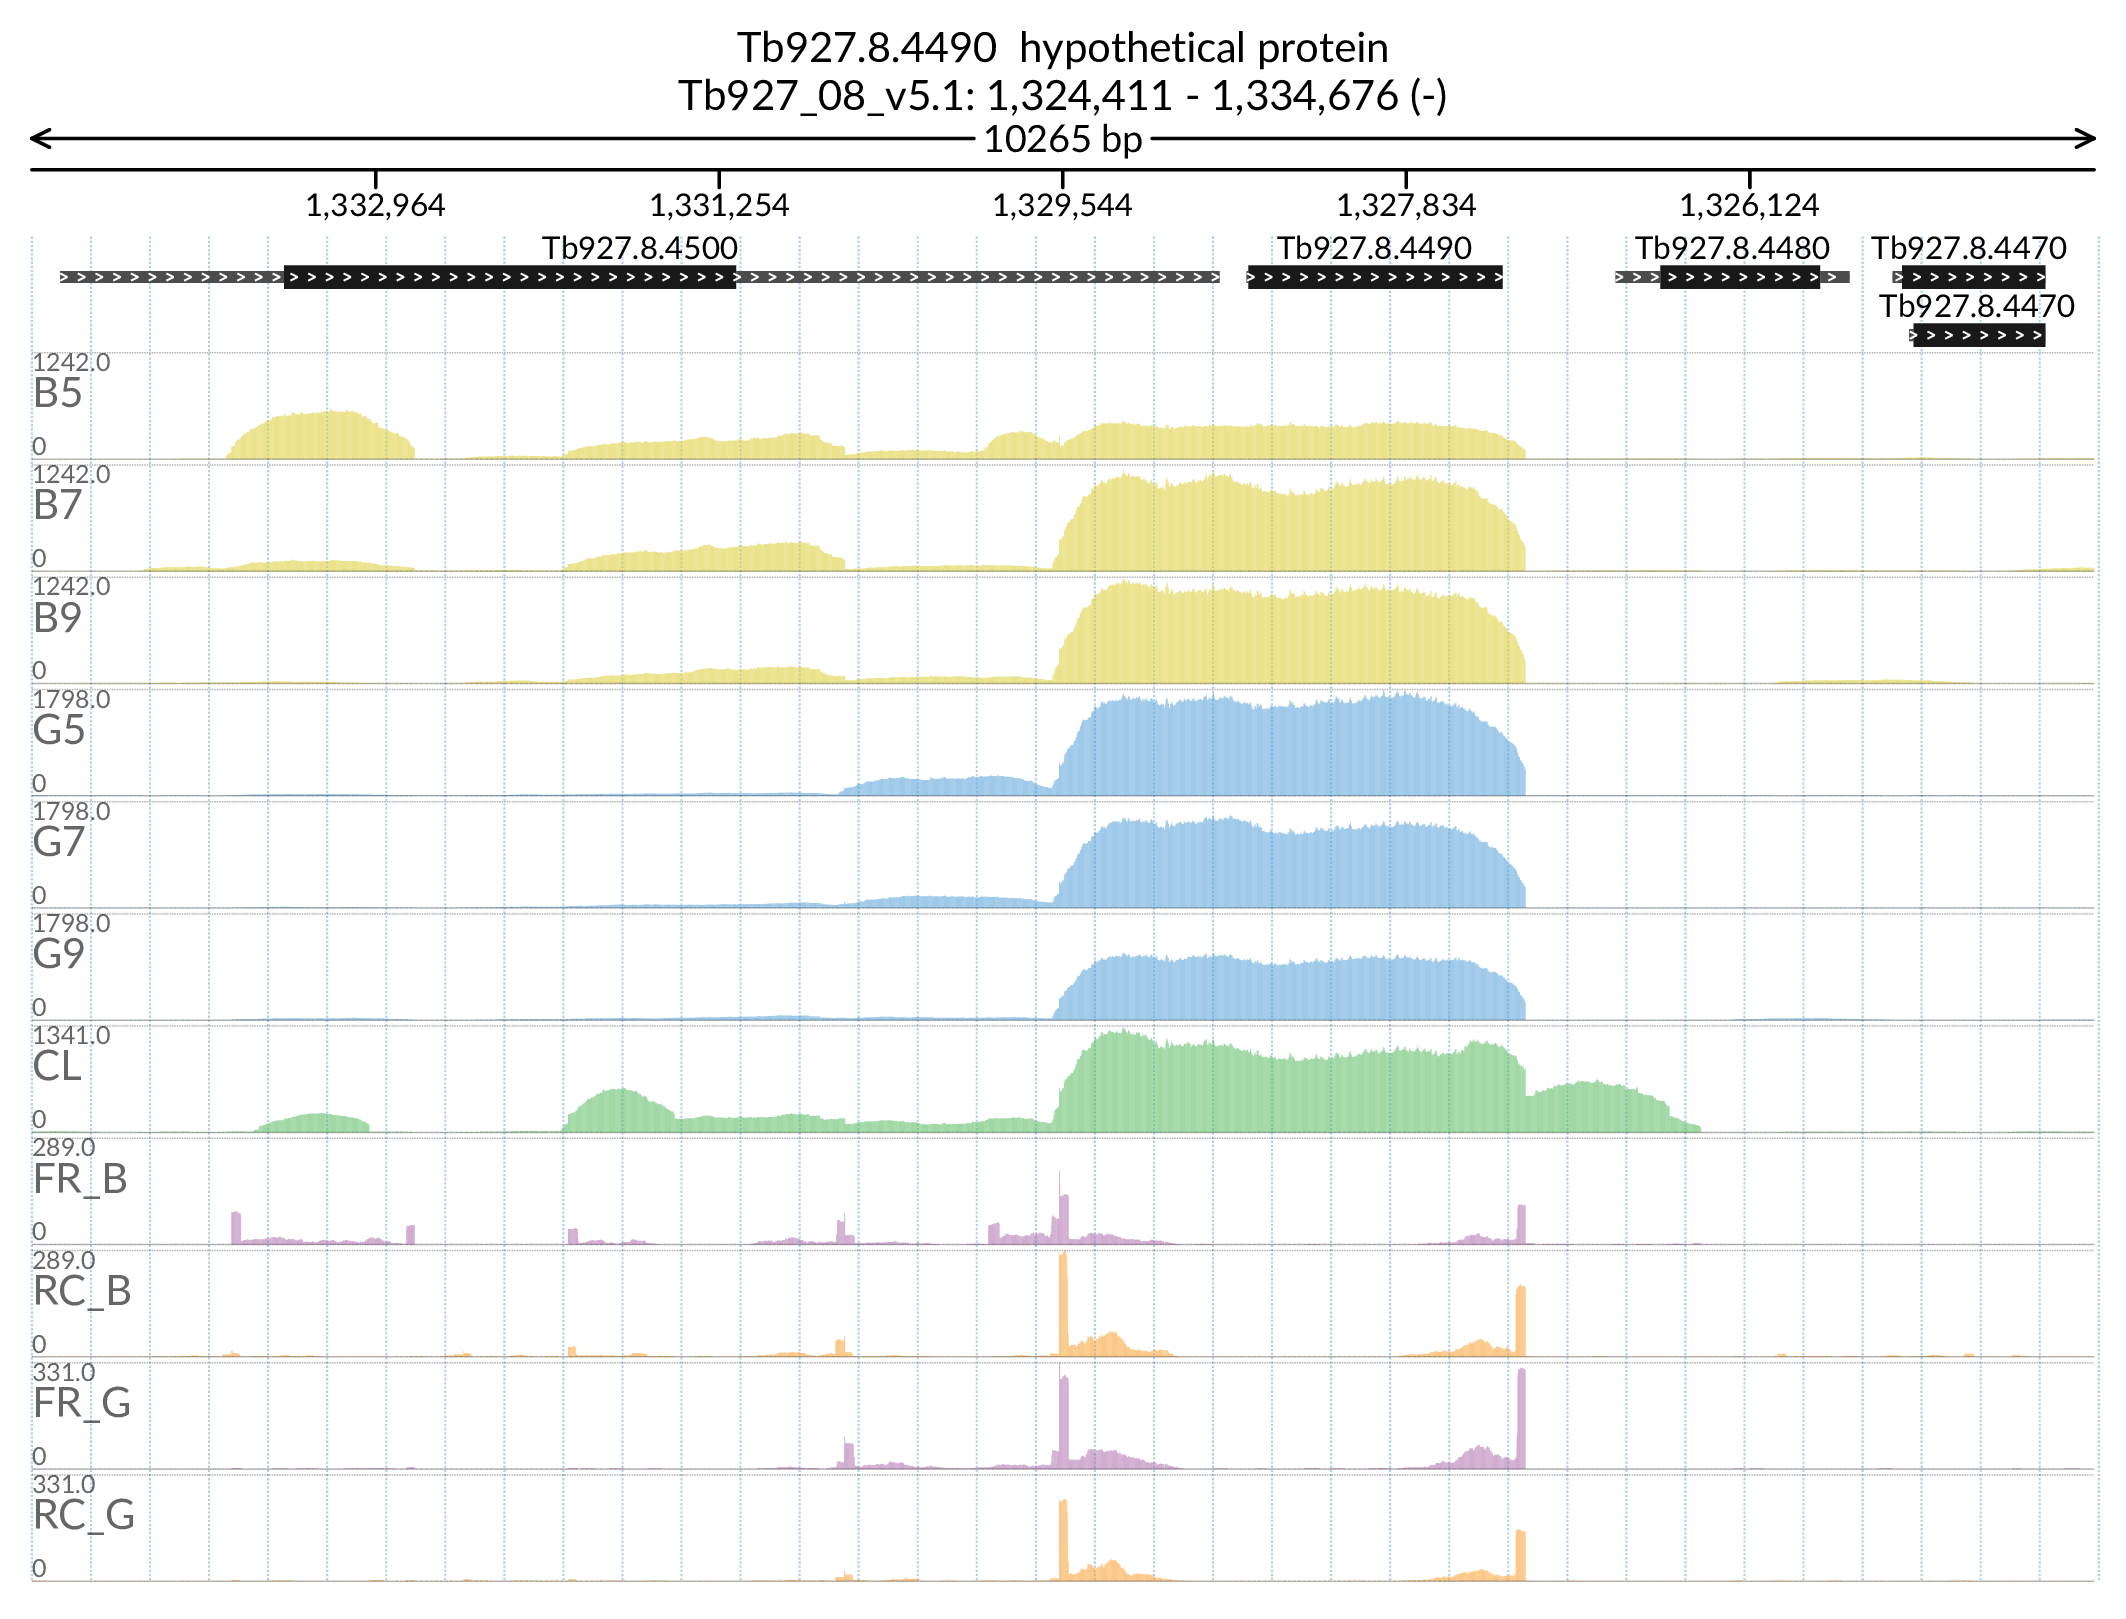 Tb927.8.4490  hypothetical protein
Tb927_08_v5.1: 1,324,411 - 1,334,676 (-)
10265 bp
1,332,964 1,331,254 1,329,544 1,327,834 1,326,124
Tb927.8.4500 Tb927.8.4490 Tb927.8.4480 Tb927.8.4470
Tb927.8.4470
1242.0
B5
0
1242.0
B7
0
1242.0
B9
0
1798.0
G5
0
1798.0
G7
0
1798.0
G9
0
1341.0
CL
0
289.0
FR_B
0
289.0
RC_B
0
331.0
FR_G
0
331.0
RC_G
0